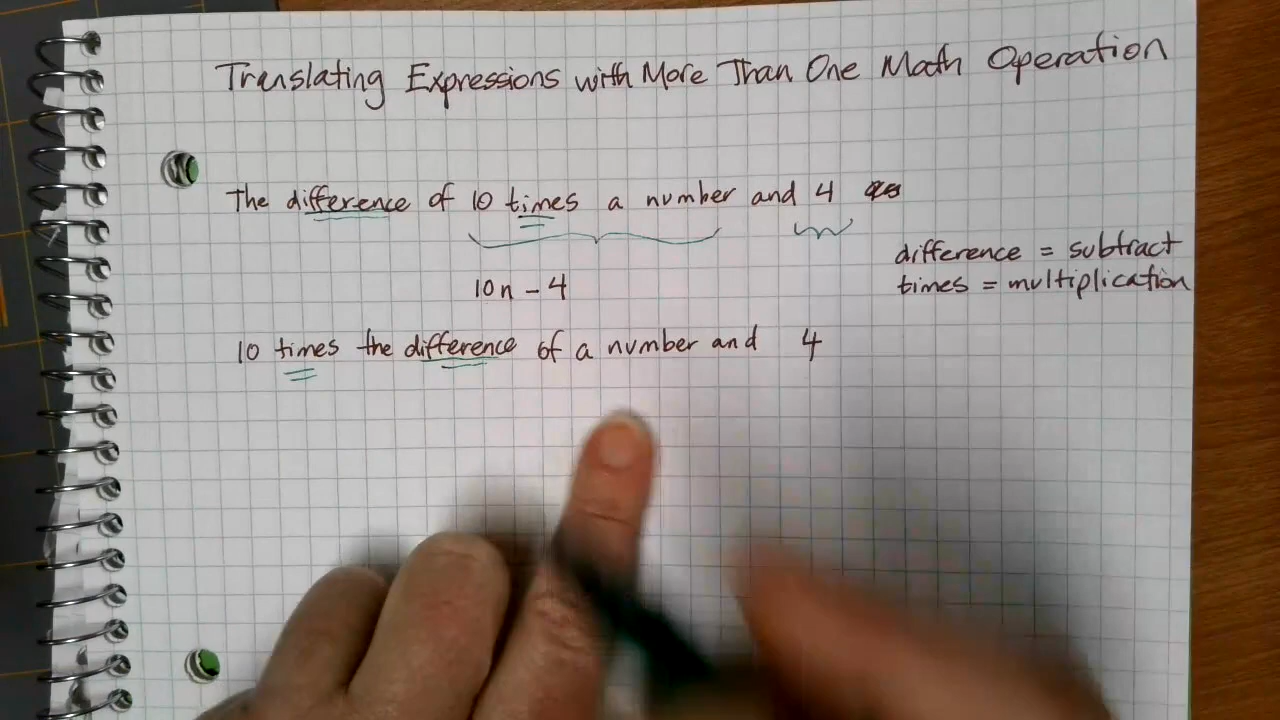 Translating Expressions with More Than One Math Operation
The difference of 10 times a number and 4
difference = subtract
times = multiplication
10n - 4
10 times the difference of a number and 4